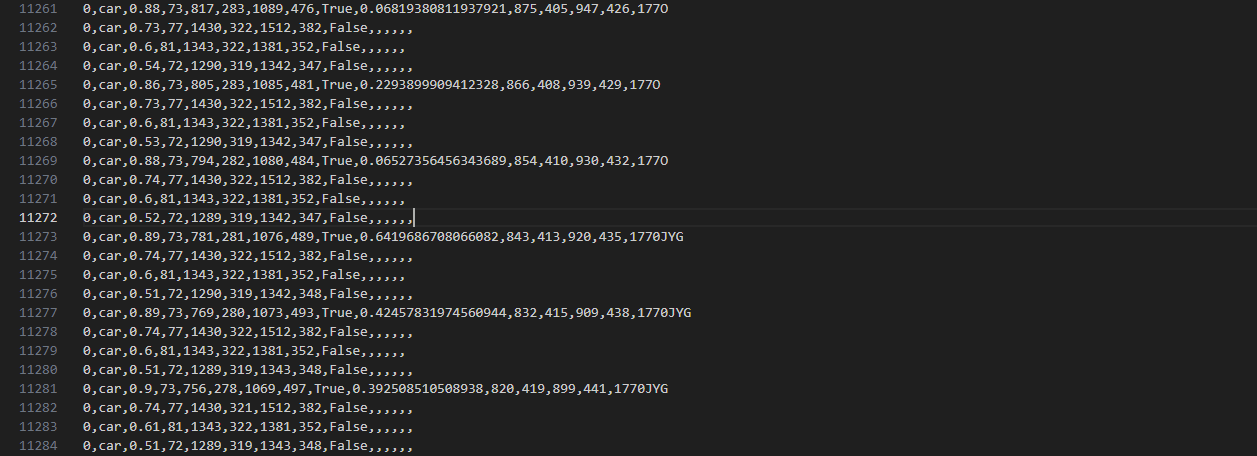 11261 0,car,0.88,73,817,283,1089,476,True,0.06819380811937921,875,405,947,426,177O
11262 0,car,0.73,77,1430,322,1512,382,False,,,,,,
11263 0,car,0.6,81,1343,322,1381,352,False,,,,,,
11264 0,car,0.54,72,1290,319,1342,347,False,,,,,,
11265 0,car,0.86,73,805,283,1085,481,True,0.2293899909412328,866,408,939,429,177O
11266 0,car,0.73,77,1430,322,1512,382,False,,,,,,
11267 0,car,0.6,81,1343,322,1381,352,False,,,,,,
11268 0,car,0.53,72,1290,319,1342,347,False,,,,,,
11269 0,car,0.88,73,794,282,1080,484,True,0.06527356456343689,854,410,930,432,177O
11270 0,car,0.74,77,1430,322,1512,382,False,,,,,,
11271 0,car,0.6,81,1343,322,1381,352,False,,,,,,
11272 0,car,0.52,72,1289,319,1342,347,False,,,,,,
11273 0,car,0.89,73,781,281,1076,489,True,0.6419686708066082,843,413,920,435,1770JYG
11274 0,car,0.74,77,1430,322,1512,382,False,,,,,,
11275 0,car,0.6,81,1343,322,1381,352,False,,,,,,
11276 0,car,0.51,72,1290,319,1342,348,False,,,,,,
11277 0,car,0.89,73,769,280,1073,493,True,0.42457831974560944,832,415,909,438,1770JYG
11278 0,car,0.74,77,1430,322,1512,382,False,,,,,,
11279 0,car,0.6,81,1343,322,1381,352,False,,,,,,
11280 0,car,0.51,72,1289,319,1343,348,False,,,,,,
11281 0,car,0.9,73,756,278,1069,497,True,0.392508510508938,820,419,899,441,1770JYG
11282 0,car,0.74,77,1430,321,1512,382,False,,,,,,
11283 0,car,0.61,81,1343,322,1381,352,False,,,,,,
11284 0,car,0.51,72,1289,319,1343,348,False,,,,,,